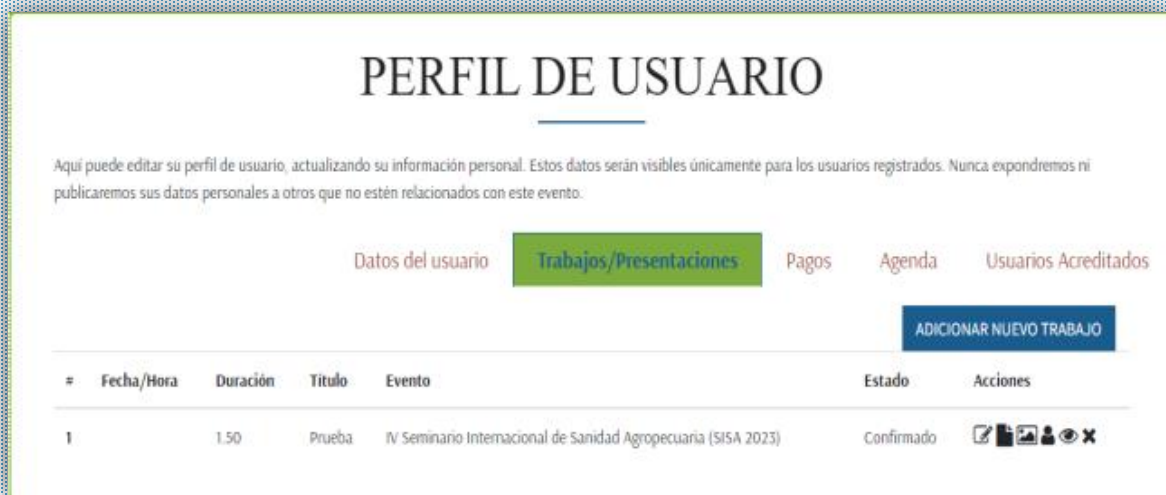 PERFIL DE USUARIO
Aquí puede editar su perfil de usuario, actualizando su información personal. Estos datos serán visibles únicamente para los usuarios registrados. Nunca expondremos ni
publicaremos sus datos personales a otros que no estén relacionados con este evento.
Datos del usuario Trabajos/Presentaciones Pagos Agenda Usuarios Acreditados
ADICIONAR NUEVO TRABAJO
# Fecha/Hora Duración Título Evento Estado Acciones
1 1.50 Prueba IV Seminario Internacional de Sanidad Agropecuaria (SISA 2023) Confirmado